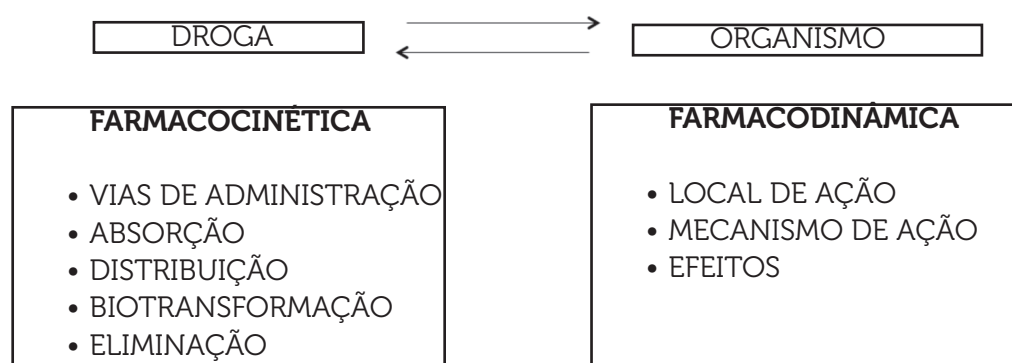 DROGA
ORGANISMO
FARMACOCINÉTICA
• VIAS DE ADMINISTRAÇÃO
• ABSORÇÃO
• DISTRIBUIÇÃO
• BIOTRANSFORMAÇÃO
• ELIMINAÇÃO
FARMACODINÂMICA
• LOCAL DE AÇÃO
• MECANISMO DE AÇÃO
• EFEITOS